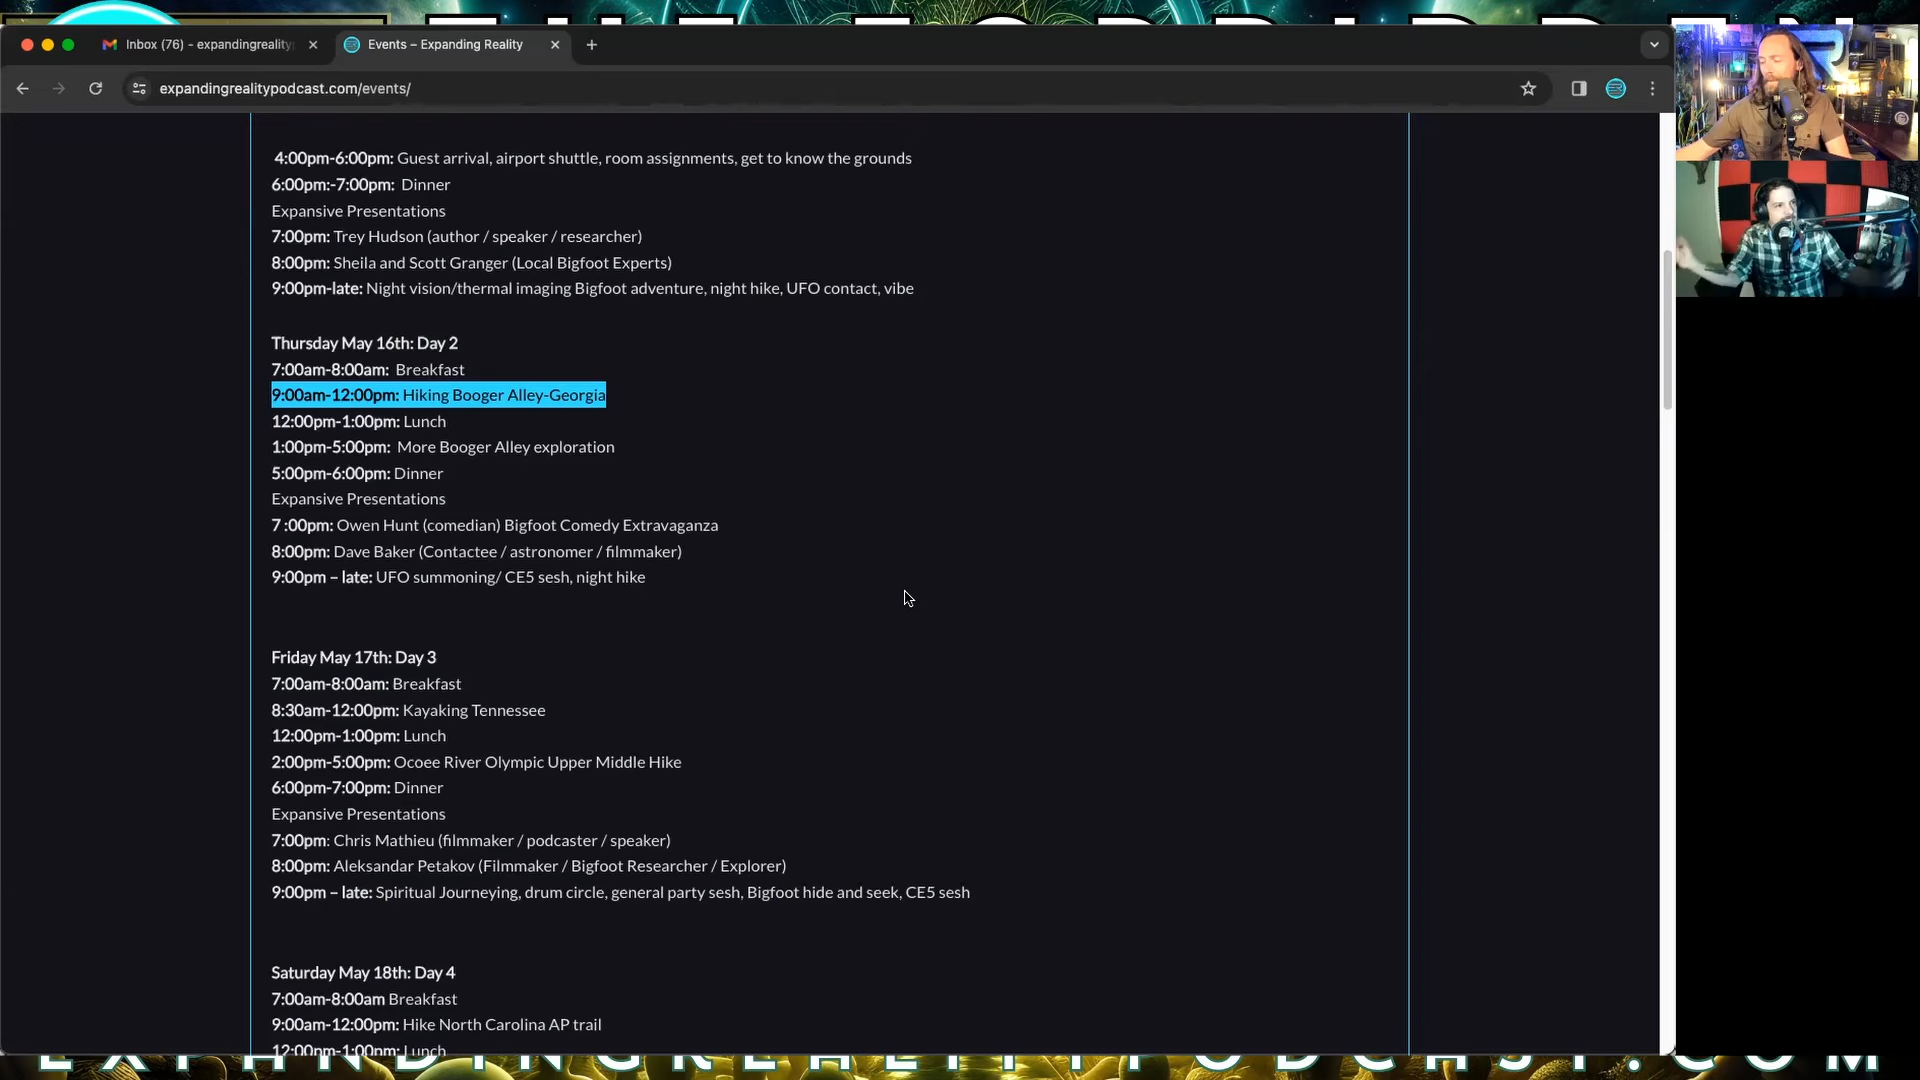 THE FORBIDDEN
Inbox (76) - expandingreality
Events – Expanding Reality
expandingrealitypodcast.com/events/
4:00pm-6:00pm: Guest arrival, airport shuttle, room assignments, get to know the grounds
6:00pm:-7:00pm: Dinner
Expansive Presentations
7:00pm: Trey Hudson (author / speaker / researcher)
8:00pm: Sheila and Scott Granger (Local Bigfoot Experts)
9:00pm-late: Night vision/thermal imaging Bigfoot adventure, night hike, UFO contact, vibe
Thursday May 16th: Day 2
7:00am-8:00am: Breakfast
9:00am-12:00pm: Hiking Booger Alley-Georgia
12:00pm-1:00pm: Lunch
1:00pm-5:00pm: More Booger Alley exploration
5:00pm-6:00pm: Dinner
Expansive Presentations
7 :00pm: Owen Hunt (comedian) Bigfoot Comedy Extravaganza
8:00pm: Dave Baker (Contactee / astronomer / filmmaker)
9:00pm – late: UFO summoning/ CE5 sesh, night hike
Friday May 17th: Day 3
7:00am-8:00am: Breakfast
8:30am-12:00pm: Kayaking Tennessee
12:00pm-1:00pm: Lunch
2:00pm-5:00pm: Ocoee River Olympic Upper Middle Hike
6:00pm-7:00pm: Dinner
Expansive Presentations
7:00pm: Chris Mathieu (filmmaker / podcaster / speaker)
8:00pm: Aleksandar Petakov (Filmmaker / Bigfoot Researcher / Explorer)
9:00pm – late: Spiritual Journeying, drum circle, general party sesh, Bigfoot hide and seek, CE5 sesh
Saturday May 18th: Day 4
7:00am-8:00am Breakfast
9:00am-12:00pm: Hike North Carolina AP trail
12:00pm-1:00pm: Lunch
EXPANDINGREALITYPODCAST.COM